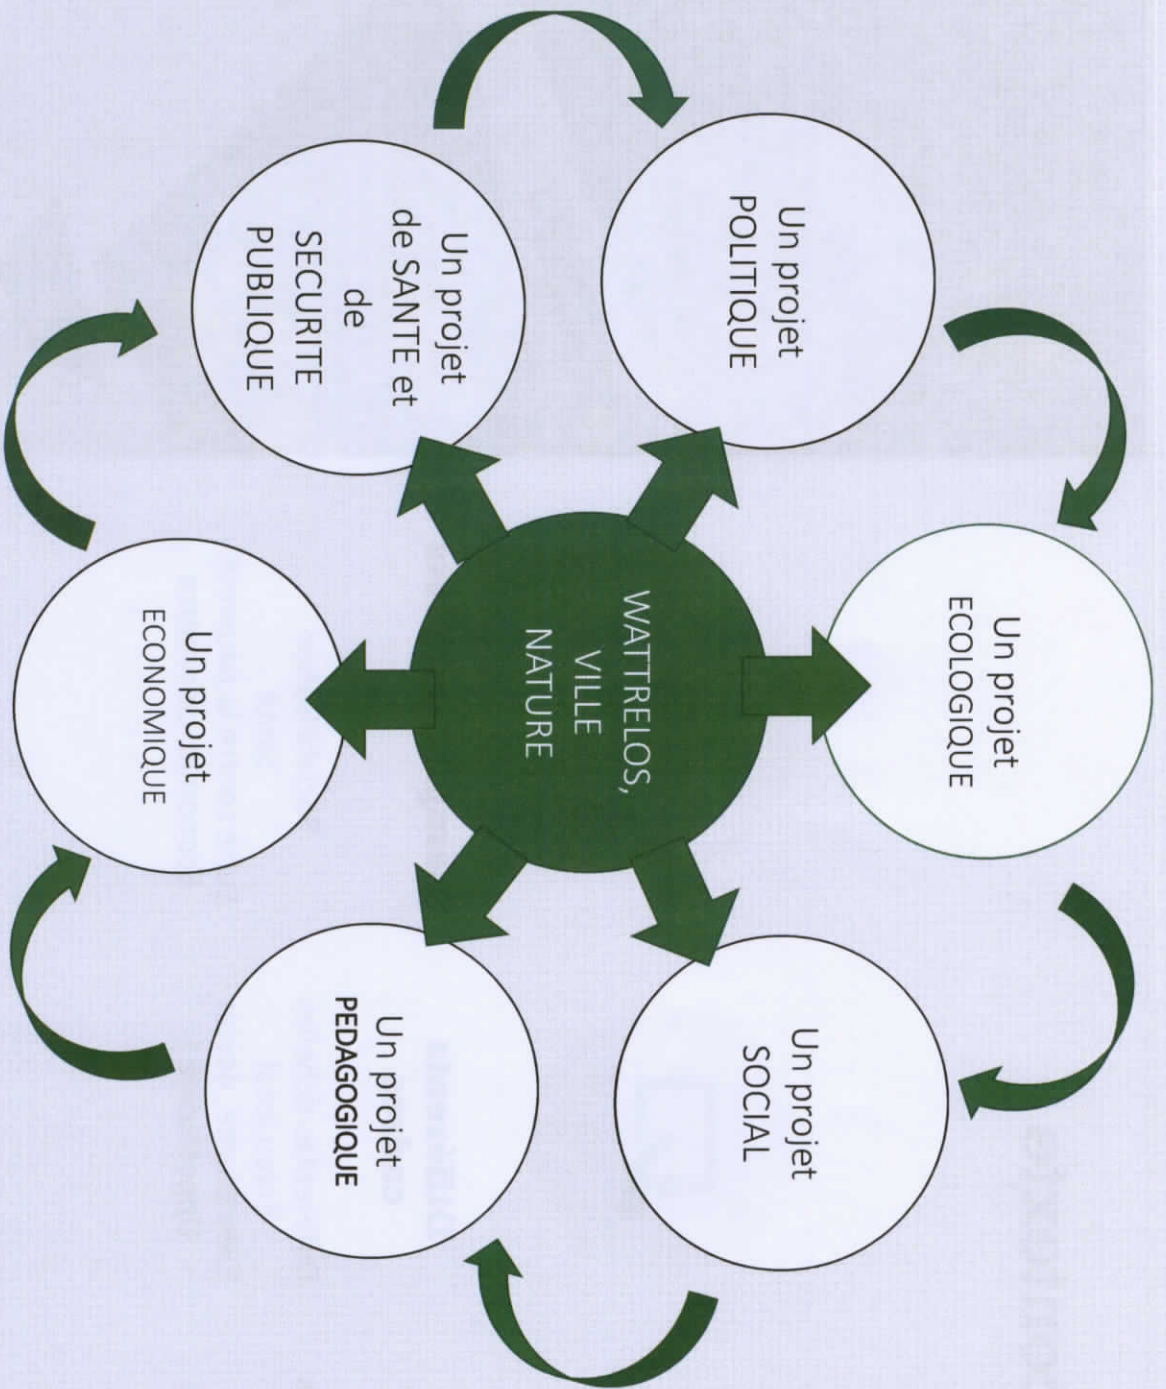 Un projet
ECOLOGIQUE
Un projet
SOCIAL
Un projet
PEDAGOGIQUE
Un projet
ECONOMIQUE
Un projet
de SANTE et
de
SECURITE
PUBLIQUE
Un projet
POLITIQUE
WATTRELOS,
VILLE
NATURE